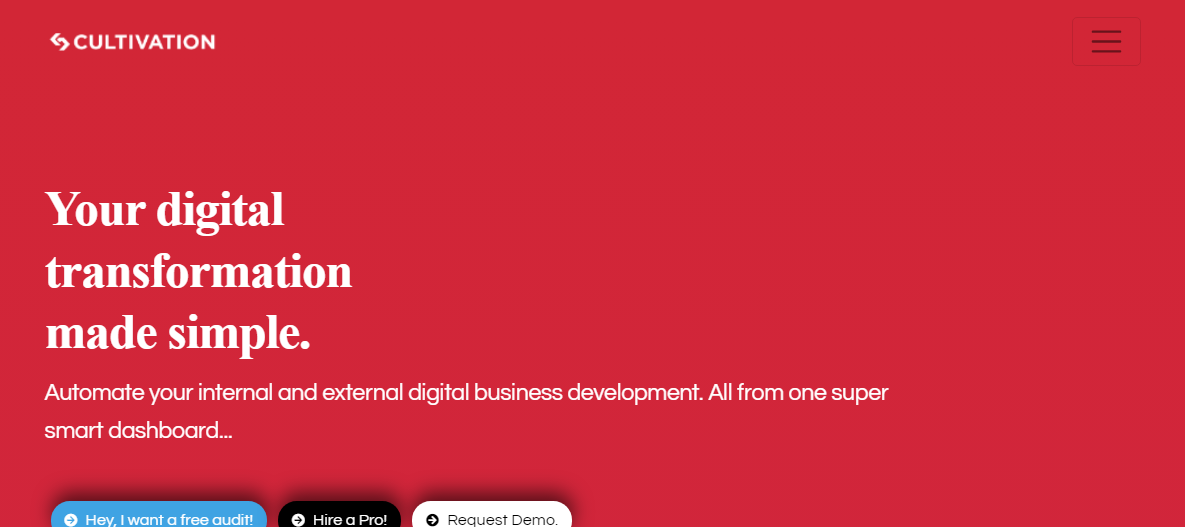 CULTIVATION
Your digital
transformation
made simple.
Automate your internal and external digital business development. All from one super
smart dashboard...
Hey, I want a free audit!
Hire a Pro!
Request Demo.